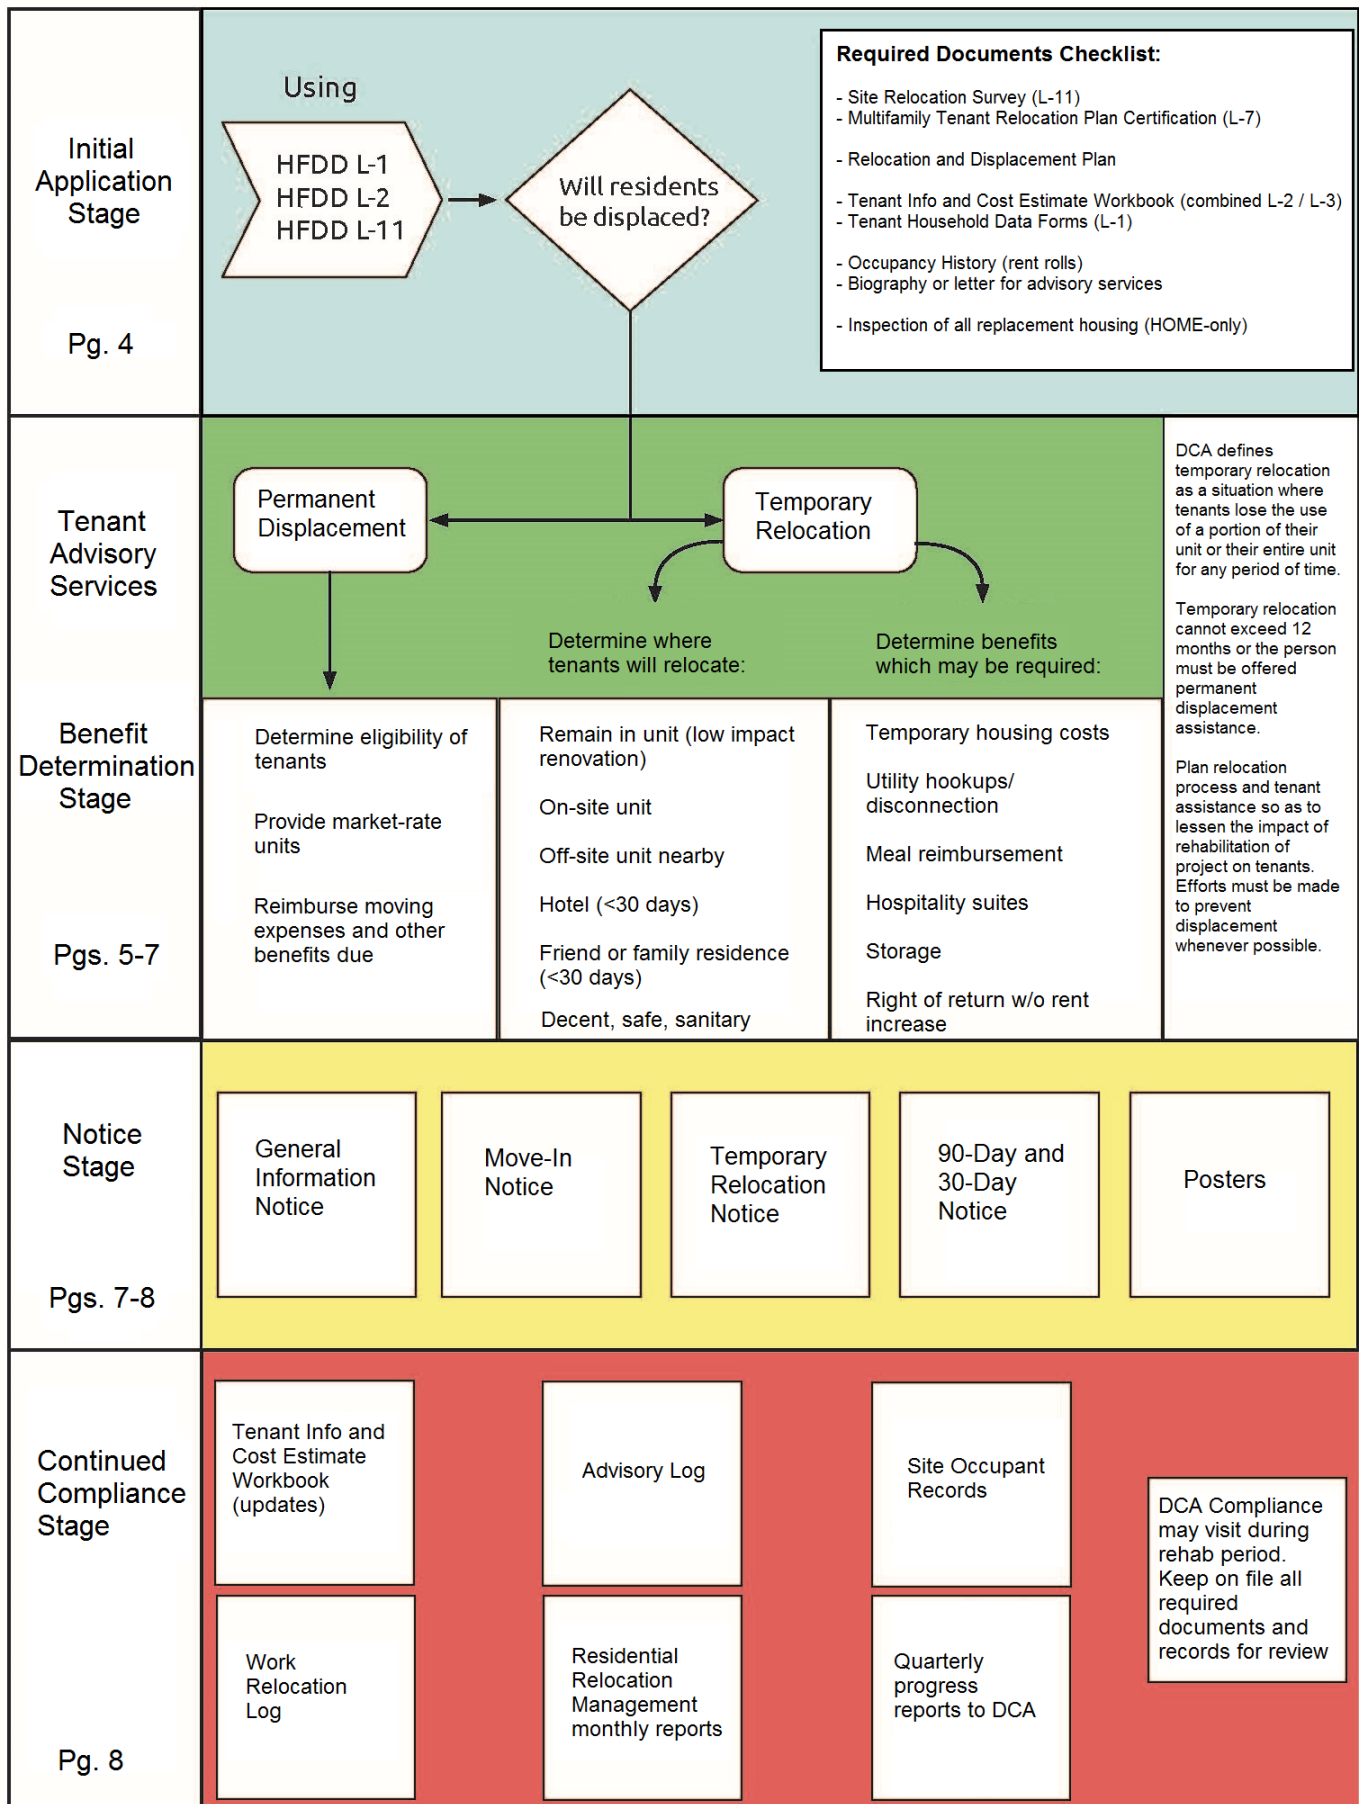 Initial
Application
Stage
Pg. 4
Using
HFDD L-1
HFDD L-2
HFDD L-11
Will residents
be displaced?
Required Documents Checklist:
- Site Relocation Survey (L-11)
- Multifamily Tenant Relocation Plan Certification (L-7)
- Relocation and Displacement Plan
- Tenant Info and Cost Estimate Workbook (combined L-2 / L-3)
- Tenant Household Data Forms (L-1)
- Occupancy History (rent rolls)
- Biography or letter for advisory services
- Inspection of all replacement housing (HOME-only)
Tenant
Advisory
Services
Benefit
Determination
Stage
Pgs. 5-7
Permanent
Displacement
Temporary
Relocation
Determine where
tenants will relocate:
Determine benefits
which may be required:
Determine eligibility of
tenants
Provide market-rate
units
Reimburse moving
expenses and other
benefits due
Remain in unit (low impact
renovation)
On-site unit
Off-site unit nearby
Hotel (<30 days)
Friend or family residence
(<30 days)
Decent, safe, sanitary
Temporary housing costs
Utility hookups/
disconnection
Meal reimbursement
Hospitality suites
Storage
Right of return w/o rent
increase
DCA defines
temporary relocation
as a situation where
tenants lose the use
of a portion of their
unit or their entire unit
for any period of time.
Temporary relocation
cannot exceed 12
months or the person
must be offered
permanent
displacement
assistance.
Plan relocation
process and tenant
assistance so as to
lessen the impact of
rehabilitation of
project on tenants.
Efforts must be made
to prevent
displacement
whenever possible.
Notice
Stage
Pgs. 7-8
General
Information
Notice
Move-In
Notice
Temporary
Relocation
Notice
90-Day and
30-Day
Notice
Posters
Continued
Compliance
Stage
Pg. 8
Tenant Info and
Cost Estimate
Workbook
(updates)
Advisory Log
Site Occupant
Records
Work
Relocation
Log
Residential
Relocation
Management
monthly reports
Quarterly
progress
reports to DCA
DCA Compliance
may visit during
rehab period.
Keep on file all
required
documents and
records for review